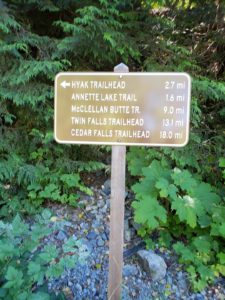 ← HYAK TRAILHEAD 2.7 mi
ANNETTE LAKE TRAIL 1.6 mi
McCLELLAN BUTTE TR. 9.0 mi
TWIN FALLS TRAILHEAD 13.1 mi
CEDAR FALLS TRAILHEAD 18.0 mi